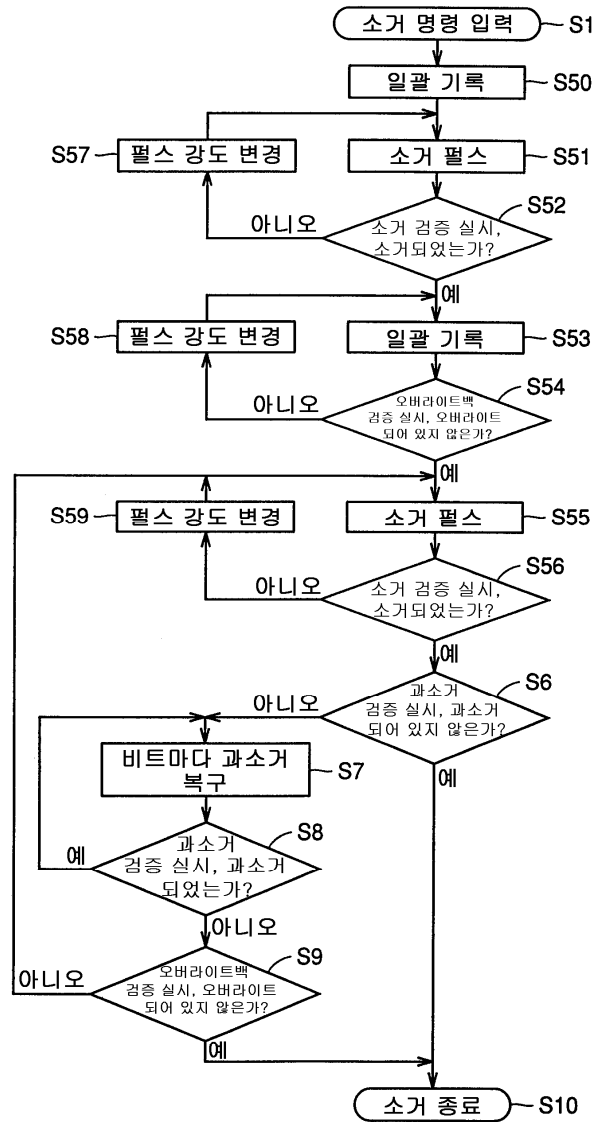 소거 명령 입력 S1
일괄 기록 S50
S57 펄스 강도 변경
소거 펄스 S51
S52
아니오
소거 검증 실시,
소거되었는가?
예
S58 펄스 강도 변경
일괄 기록 S53
S54
아니오
오버라이트백
검증 실시, 오버라이트
되어 있지 않은가?
예
S59 펄스 강도 변경
소거 펄스 S55
S56
아니오
소거 검증 실시,
소거되었는가?
예
S6
아니오
과소거
검증 실시, 과소거
되어 있지 않은가?
예
비트마다 과소거
복구
S7
S8
예
과소거
검증 실시, 과소거
되었는가?
아니오
S9
아니오
오버라이트백
검증 실시, 오버라이트
되어 있지 않은가?
예
소거 종료 S10